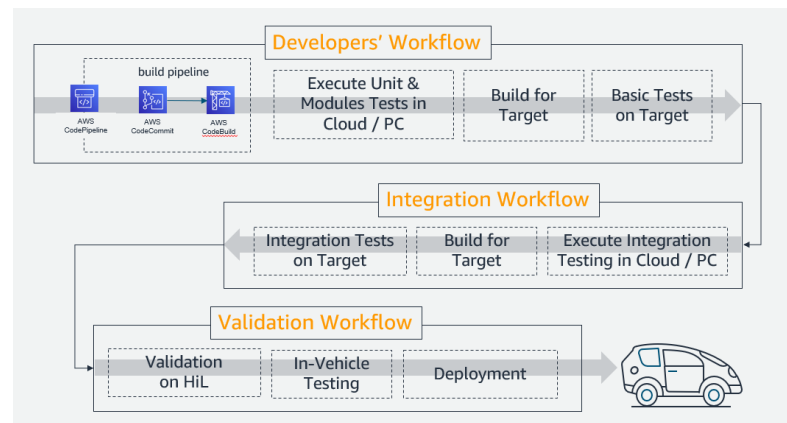 Developers' Workflow
build pipeline
AWS
CodePipeline
AWS
CodeCommit
AWS
CodeBuild
Execute Unit &
Modules Tests in
Cloud / PC
Build for
Target
Basic Tests
on Target
Integration Workflow
Integration Tests
on Target
Build for
Target
Execute Integration
Testing in Cloud / PC
Validation Workflow
Validation
on HiL
In-Vehicle
Testing
Deployment